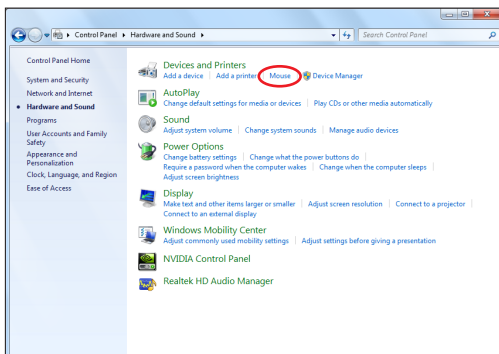 Control Panel ▸ Hardware and Sound ▸
Search Control Panel
Control Panel Home
System and Security
Network and Internet
Hardware and Sound
Programs
User Accounts and Family
Safety
Appearance and
Personalization
Clock, Language, and Region
Ease of Access
Devices and Printers
Add a device | Add a printer | Mouse | Device Manager
AutoPlay
Change default settings for media or devices | Play CDs or other media automatically
Sound
Adjust system volume | Change system sounds | Manage audio devices
Power Options
Change battery settings | Change what the power buttons do |
Require a password when the computer wakes | Change when the computer sleeps |
Adjust screen brightness
Display
Make text and other items larger or smaller | Adjust screen resolution | Connect to a projector |
Connect to an external display
Windows Mobility Center
Adjust commonly used mobility settings | Adjust settings before giving a presentation
NVIDIA Control Panel
Realtek HD Audio Manager